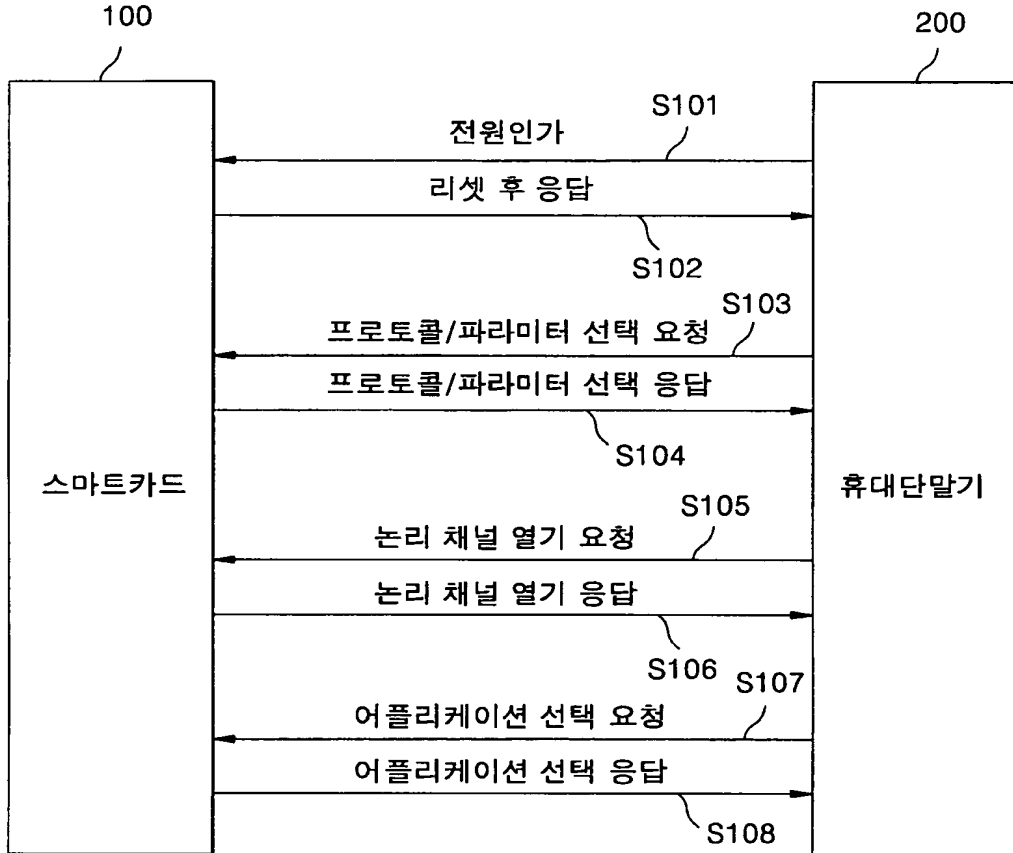 100
200
S101
전원인가
리셋 후 응답
S102
S103
프로토콜/파라미터 선택 요청
프로토콜/파라미터 선택 응답
S104
스마트카드
휴대단말기
S105
논리 채널 열기 요청
논리 채널 열기 응답
S106
S107
어플리케이션 선택 요청
어플리케이션 선택 응답
S108